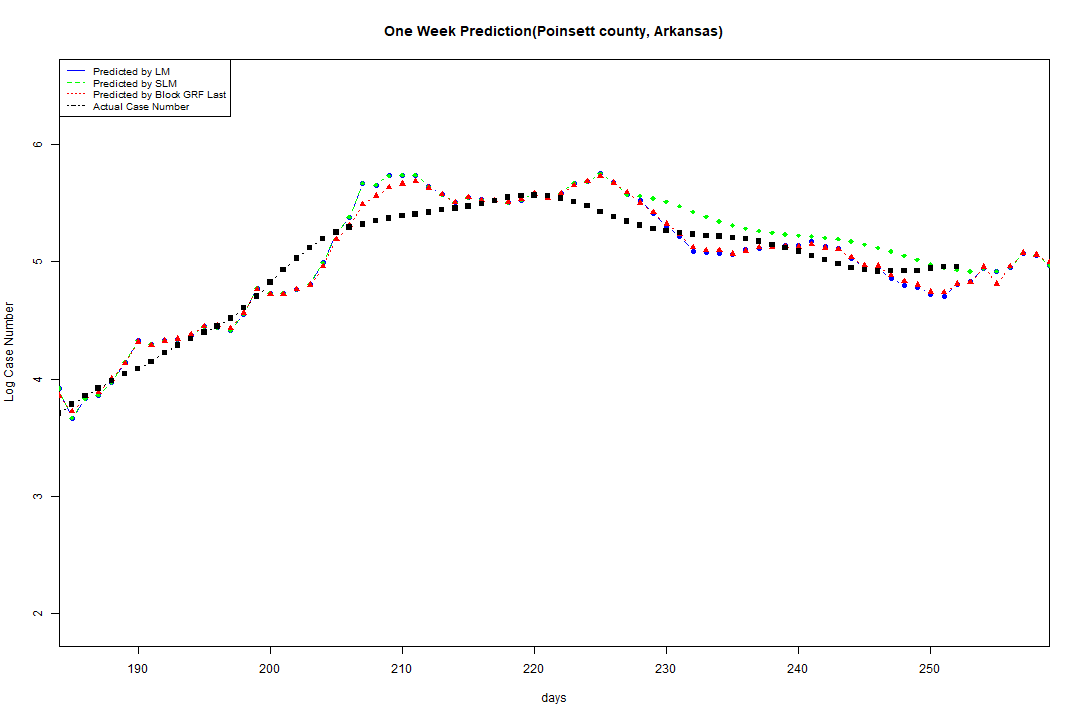 One Week Prediction(Poinsett county, Arkansas)
Predicted by LM
Predicted by SLM
Predicted by Block GRF Last
Actual Case Number
6
5
4
3
2
Log Case Number
190 200 210 220 230 240 250
days